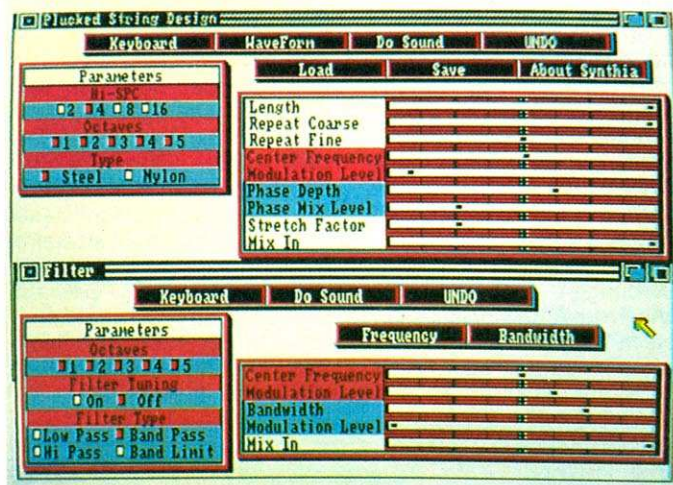 Plucked String Design
Keyboard WaveForm Do Sound UNDO
Load Save About Synthia
Parameters
Hi-SPC
2 4 8 16
Octaves
1 2 3 4 5
Type
Steel Nylon
Length
Repeat Coarse
Repeat Fine
Center Frequency
Modulation Level
Phase Depth
Phase Mix Level
Stretch Factor
Mix In
Filter
Keyboard Do Sound UNDO
Frequency Bandwidth
Parameters
Octaves
1 2 3 4 5
Filter Tuning
On Off
Filter Type
Low Pass Band Pass
Hi Pass Band Limit
Center Frequency
Modulation Level
Bandwidth
Modulation Level
Mix In